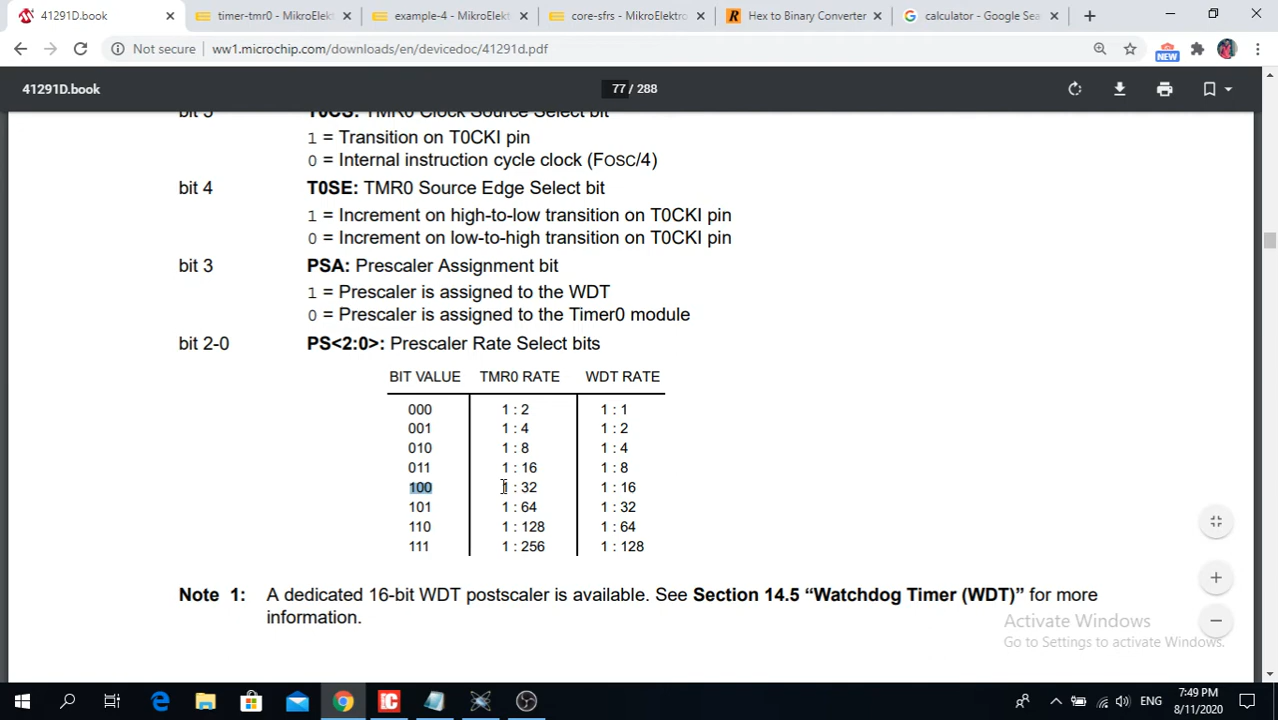 41291D.book
timer-tmr0 - MikroElekt
example-4 - MikroElekt
core-sfrs - MikroElektro
Hex to Binary Converter
calculator - Google Sea
Not secure
ww1.microchip.com/downloads/en/devicedoc/41291d.pdf
NEW
41291D.book
77 / 288
T0CS: TMR0 Clock Source Select bit
1 = Transition on T0CKI pin
0 = Internal instruction cycle clock (FOSC/4)
bit 4 T0SE: TMR0 Source Edge Select bit
1 = Increment on high-to-low transition on T0CKI pin
0 = Increment on low-to-high transition on T0CKI pin
bit 3 PSA: Prescaler Assignment bit
1 = Prescaler is assigned to the WDT
0 = Prescaler is assigned to the Timer0 module
bit 2-0 PS<2:0>: Prescaler Rate Select bits
BIT VALUE TMR0 RATE WDT RATE
000 1 : 2 1 : 1
001 1 : 4 1 : 2
010 1 : 8 1 : 4
011 1 : 16 1 : 8
100 1 : 32 1 : 16
101 1 : 64 1 : 32
110 1 : 128 1 : 64
111 1 : 256 1 : 128
Note 1: A dedicated 16-bit WDT postscaler is available. See Section 14.5 “Watchdog Timer (WDT)” for more
information.
Activate Windows
Go to Settings to activate Windows.
ENG
7:49 PM
8/11/2020